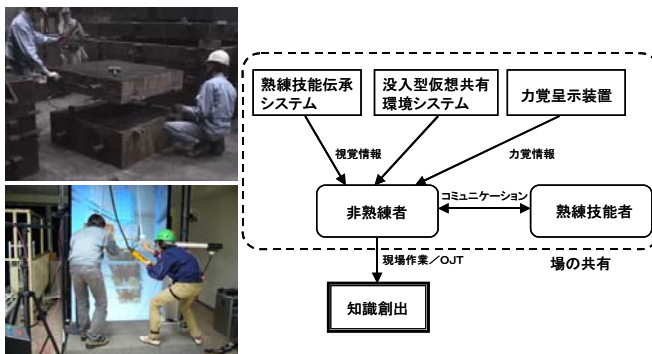 熟練技能伝承
システム
没入型仮想共有
環境システム
力覚呈示装置
視覚情報
力覚情報
非熟練者
コミュニケーション
熟練技能者
現場作業/OJT
場の共有
知識創出